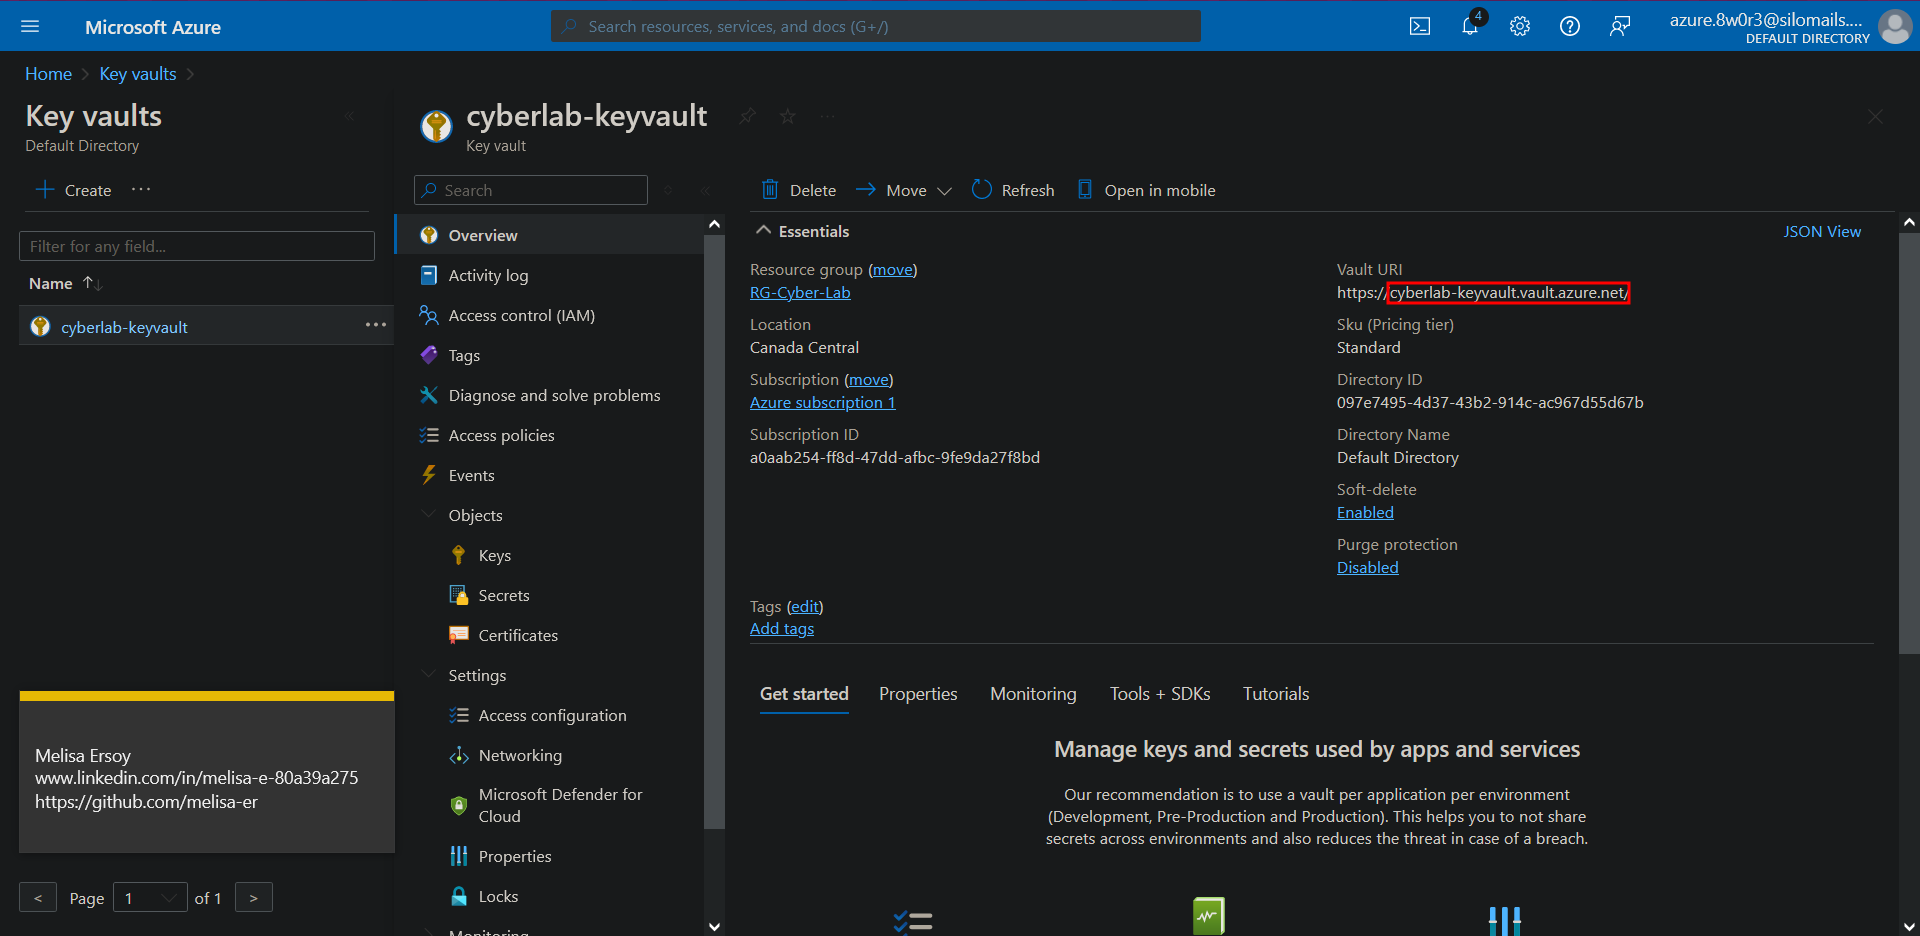 Microsoft Azure
Search resources, services, and docs (G+/)
4
azure.8w0r3@silomails....
DEFAULT DIRECTORY
Home
Key vaults
Key vaults
Default Directory
Create
Filter for any field...
Name
cyberlab-keyvault
Melisa Ersoy
www.linkedin.com/in/melisa-e-80a39a275
https://github.com/melisa-er
< Page 1 of 1 >
cyberlab-keyvault
Key vault
Search
Overview
Activity log
Access control (IAM)
Tags
Diagnose and solve problems
Access policies
Events
Objects
Keys
Secrets
Certificates
Settings
Access configuration
Networking
Microsoft Defender for
Cloud
Properties
Locks
Monitoring
Delete
Move
Refresh
Open in mobile
Essentials
JSON View
Resource group (move)
RG-Cyber-Lab
Location
Canada Central
Subscription (move)
Azure subscription 1
Subscription ID
a0aab254-ff8d-47dd-afbc-9fe9da27f8bd
Vault URI
https://cyberlab-keyvault.vault.azure.net/
Sku (Pricing tier)
Standard
Directory ID
097e7495-4d37-43b2-914c-ac967d55d67b
Directory Name
Default Directory
Soft-delete
Enabled
Purge protection
Disabled
Tags (edit)
Add tags
Get started
Properties
Monitoring
Tools + SDKs
Tutorials
Manage keys and secrets used by apps and services
Our recommendation is to use a vault per application per environment
(Development, Pre-Production and Production). This helps you to not share
secrets across environments and also reduces the threat in case of a breach.